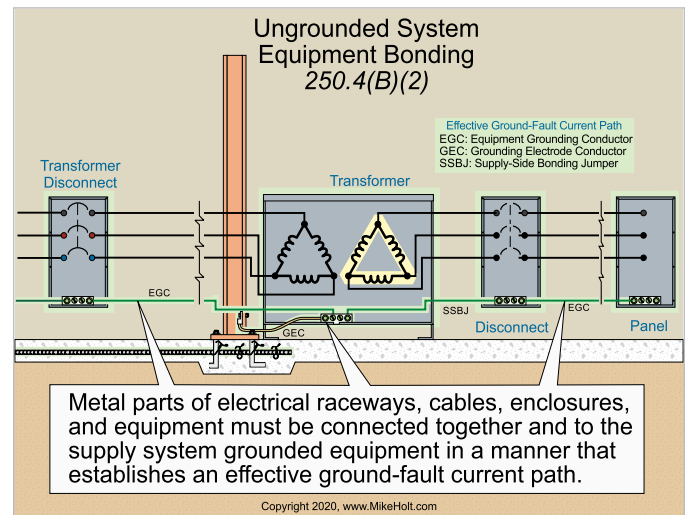 Ungrounded System
Equipment Bonding
250.4(B)(2)
Effective Ground-Fault Current Path
EGC: Equipment Grounding Conductor
GEC: Grounding Electrode Conductor
SSBJ: Supply-Side Bonding Jumper
Transformer
Disconnect
Transformer
EGC
GEC
SSBJ
EGC
Disconnect
Panel
Metal parts of electrical raceways, cables, enclosures,
and equipment must be connected together and to the
supply system grounded equipment in a manner that
establishes an effective ground-fault current path.
Copyright 2020, www.MikeHolt.com